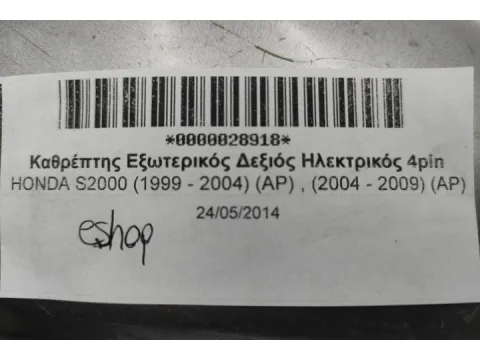 *0000028918*
Καθρέπτης Εξωτερικός Δεξιός Ηλεκτρικός 4pin
HONDA S2000 (1999 - 2004) (AP) , (2004 - 2009) (AP)
24/05/2014
eshop